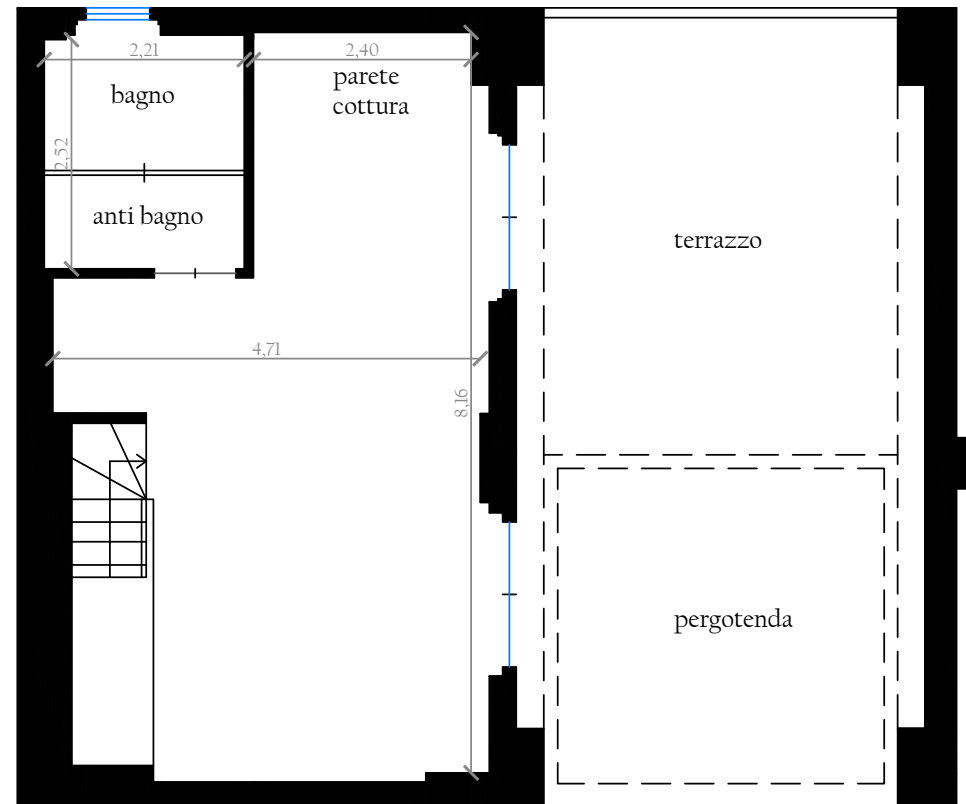 2,21
2,40
parete
cottura
bagno
2,52
anti bagno
terrazzo
4,71
8,16
pergotenda